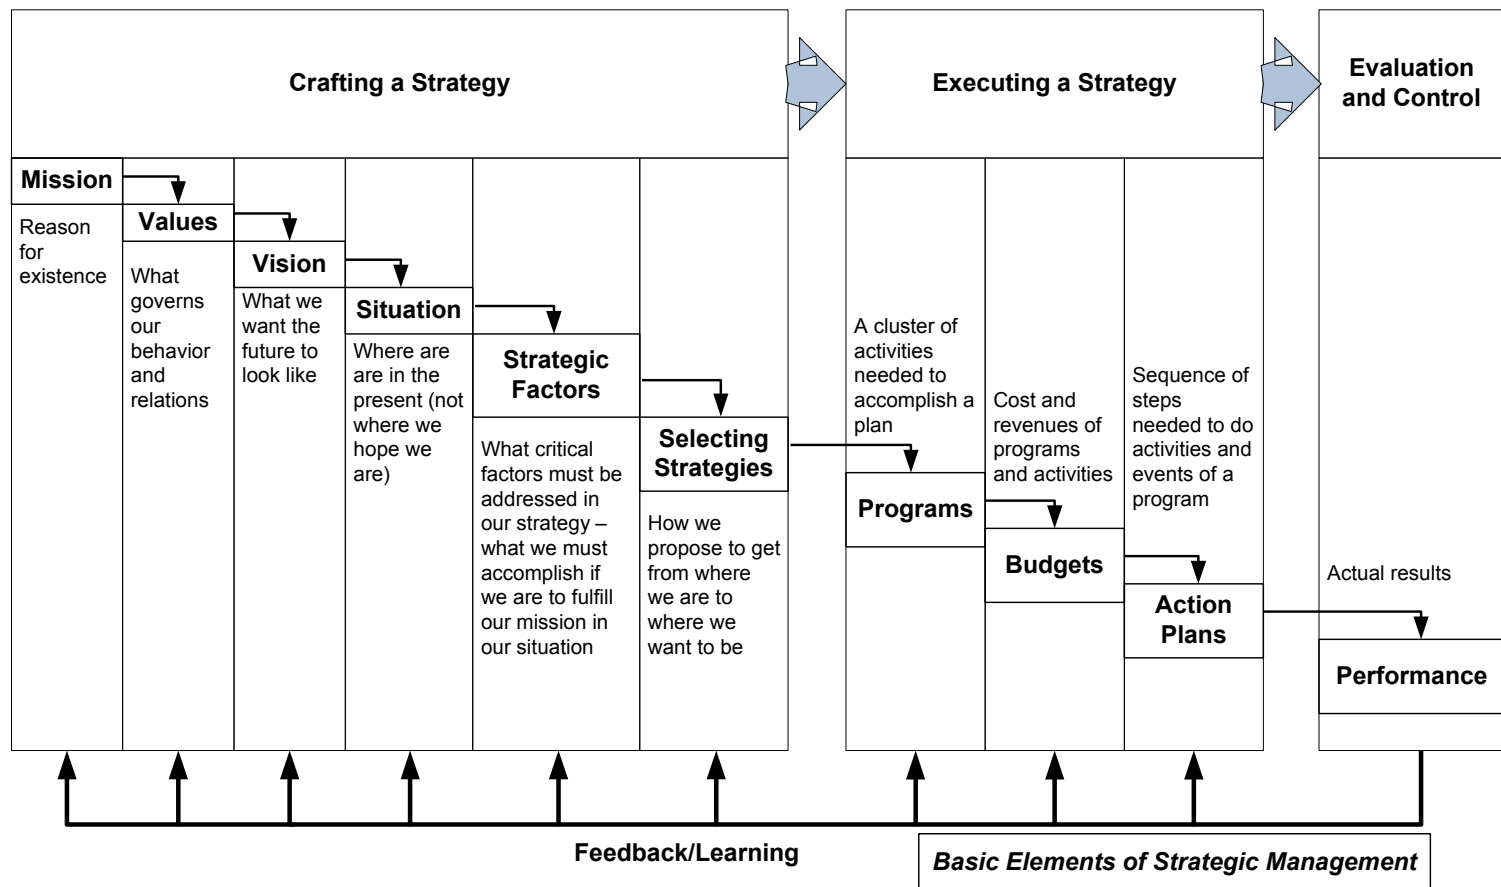 Crafting a Strategy
Executing a Strategy
Evaluation
and Control
Mission
Reason
for
existence
Values
What
governs
our
behavior
and
relations
Vision
What we
want the
future to
look like
Situation
Where are
are in the
present (not
where we
hope we
are)
Strategic
Factors
What critical
factors must be
addressed in
our strategy –
what we must
accomplish if
we are to fulfill
our mission in
our situation
Selecting
Strategies
How we
propose to get
from where
we are to
where we
want to be
A cluster of
activities
needed to
accomplish a
plan
Programs
Cost and
revenues of
programs
and activities
Budgets
Sequence of
steps
needed to do
activities and
events of a
program
Action
Plans
Actual results
Performance
Feedback/Learning
Basic Elements of Strategic Management